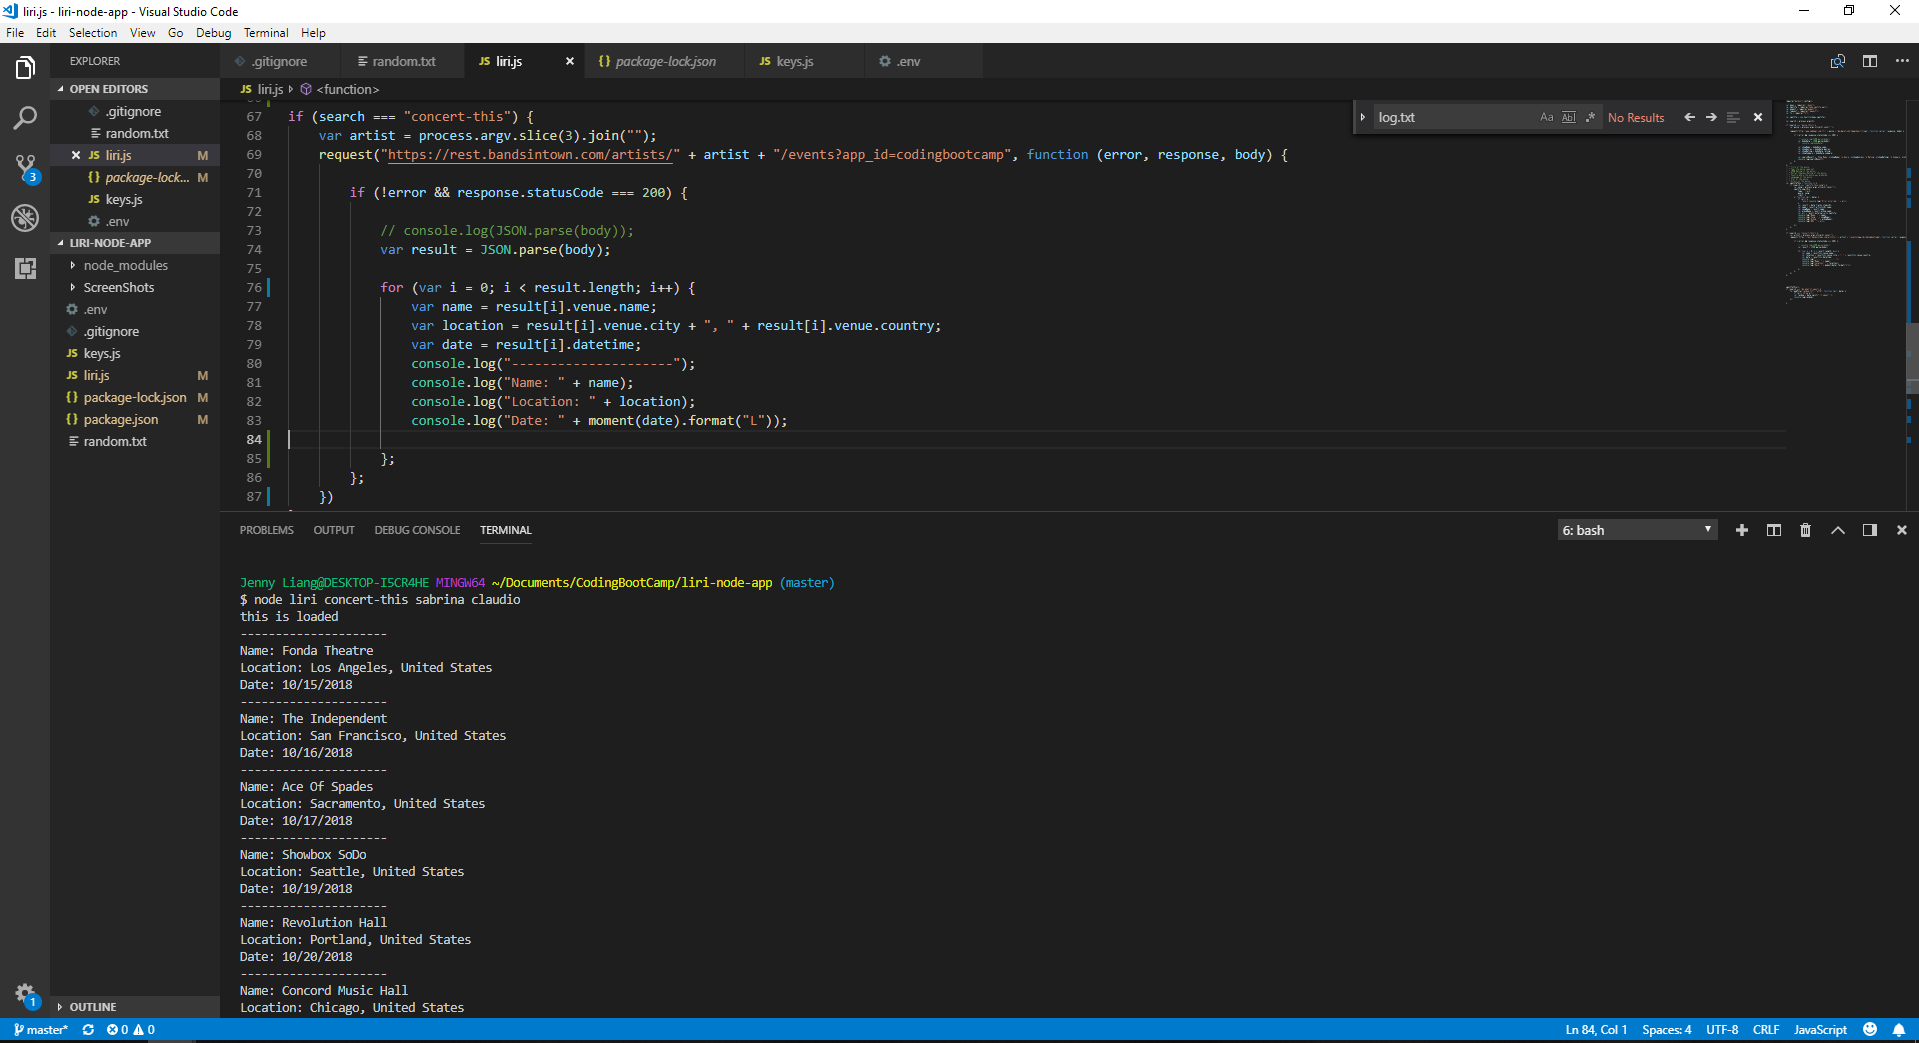 liri.js - liri-node-app - Visual Studio Code
File Edit Selection View Go Debug Terminal Help
EXPLORER
OPEN EDITORS
.gitignore
random.txt
liri.js M
package-lock... M
keys.js
.env
3
LIRI-NODE-APP
node_modules
ScreenShots
.env
.gitignore
keys.js
liri.js M
package-lock.json M
package.json M
random.txt
OUTLINE
1
.gitignore random.txt JS liri.js {} package-lock.json JS keys.js .env
JS liri.js <function>
log.txt Aa Abl .* No Results
67 if (search === "concert-this") {
68 var artist = process.argv.slice(3).join("");
69 request("https://rest.bandsintown.com/artists/" + artist + "/events?app_id=codingbootcamp", function (error, response, body) {
70
71 if (!error && response.statusCode === 200) {
72
73 // console.log(JSON.parse(body));
74 var result = JSON.parse(body);
75
76 for (var i = 0; i < result.length; i++) {
77 var name = result[i].venue.name;
78 var location = result[i].venue.city + ", " + result[i].venue.country;
79 var date = result[i].datetime;
80 console.log("---------------------");
81 console.log("Name: " + name);
82 console.log("Location: " + location);
83 console.log("Date: " + moment(date).format("L"));
84
85 };
86 };
87 })
PROBLEMS OUTPUT DEBUG CONSOLE TERMINAL 6: bash
Jenny Liang@DESKTOP-I5CR4HE MINGW64 ~/Documents/CodingBootCamp/liri-node-app (master)
$ node liri concert-this sabrina claudio
this is loaded
---------------------
Name: Fonda Theatre
Location: Los Angeles, United States
Date: 10/15/2018
---------------------
Name: The Independent
Location: San Francisco, United States
Date: 10/16/2018
---------------------
Name: Ace Of Spades
Location: Sacramento, United States
Date: 10/17/2018
---------------------
Name: Showbox SoDo
Location: Seattle, United States
Date: 10/19/2018
---------------------
Name: Revolution Hall
Location: Portland, United States
Date: 10/20/2018
---------------------
Name: Concord Music Hall
Location: Chicago, United States
master* 0 0 Ln 84, Col 1 Spaces: 4 UTF-8 CRLF JavaScript